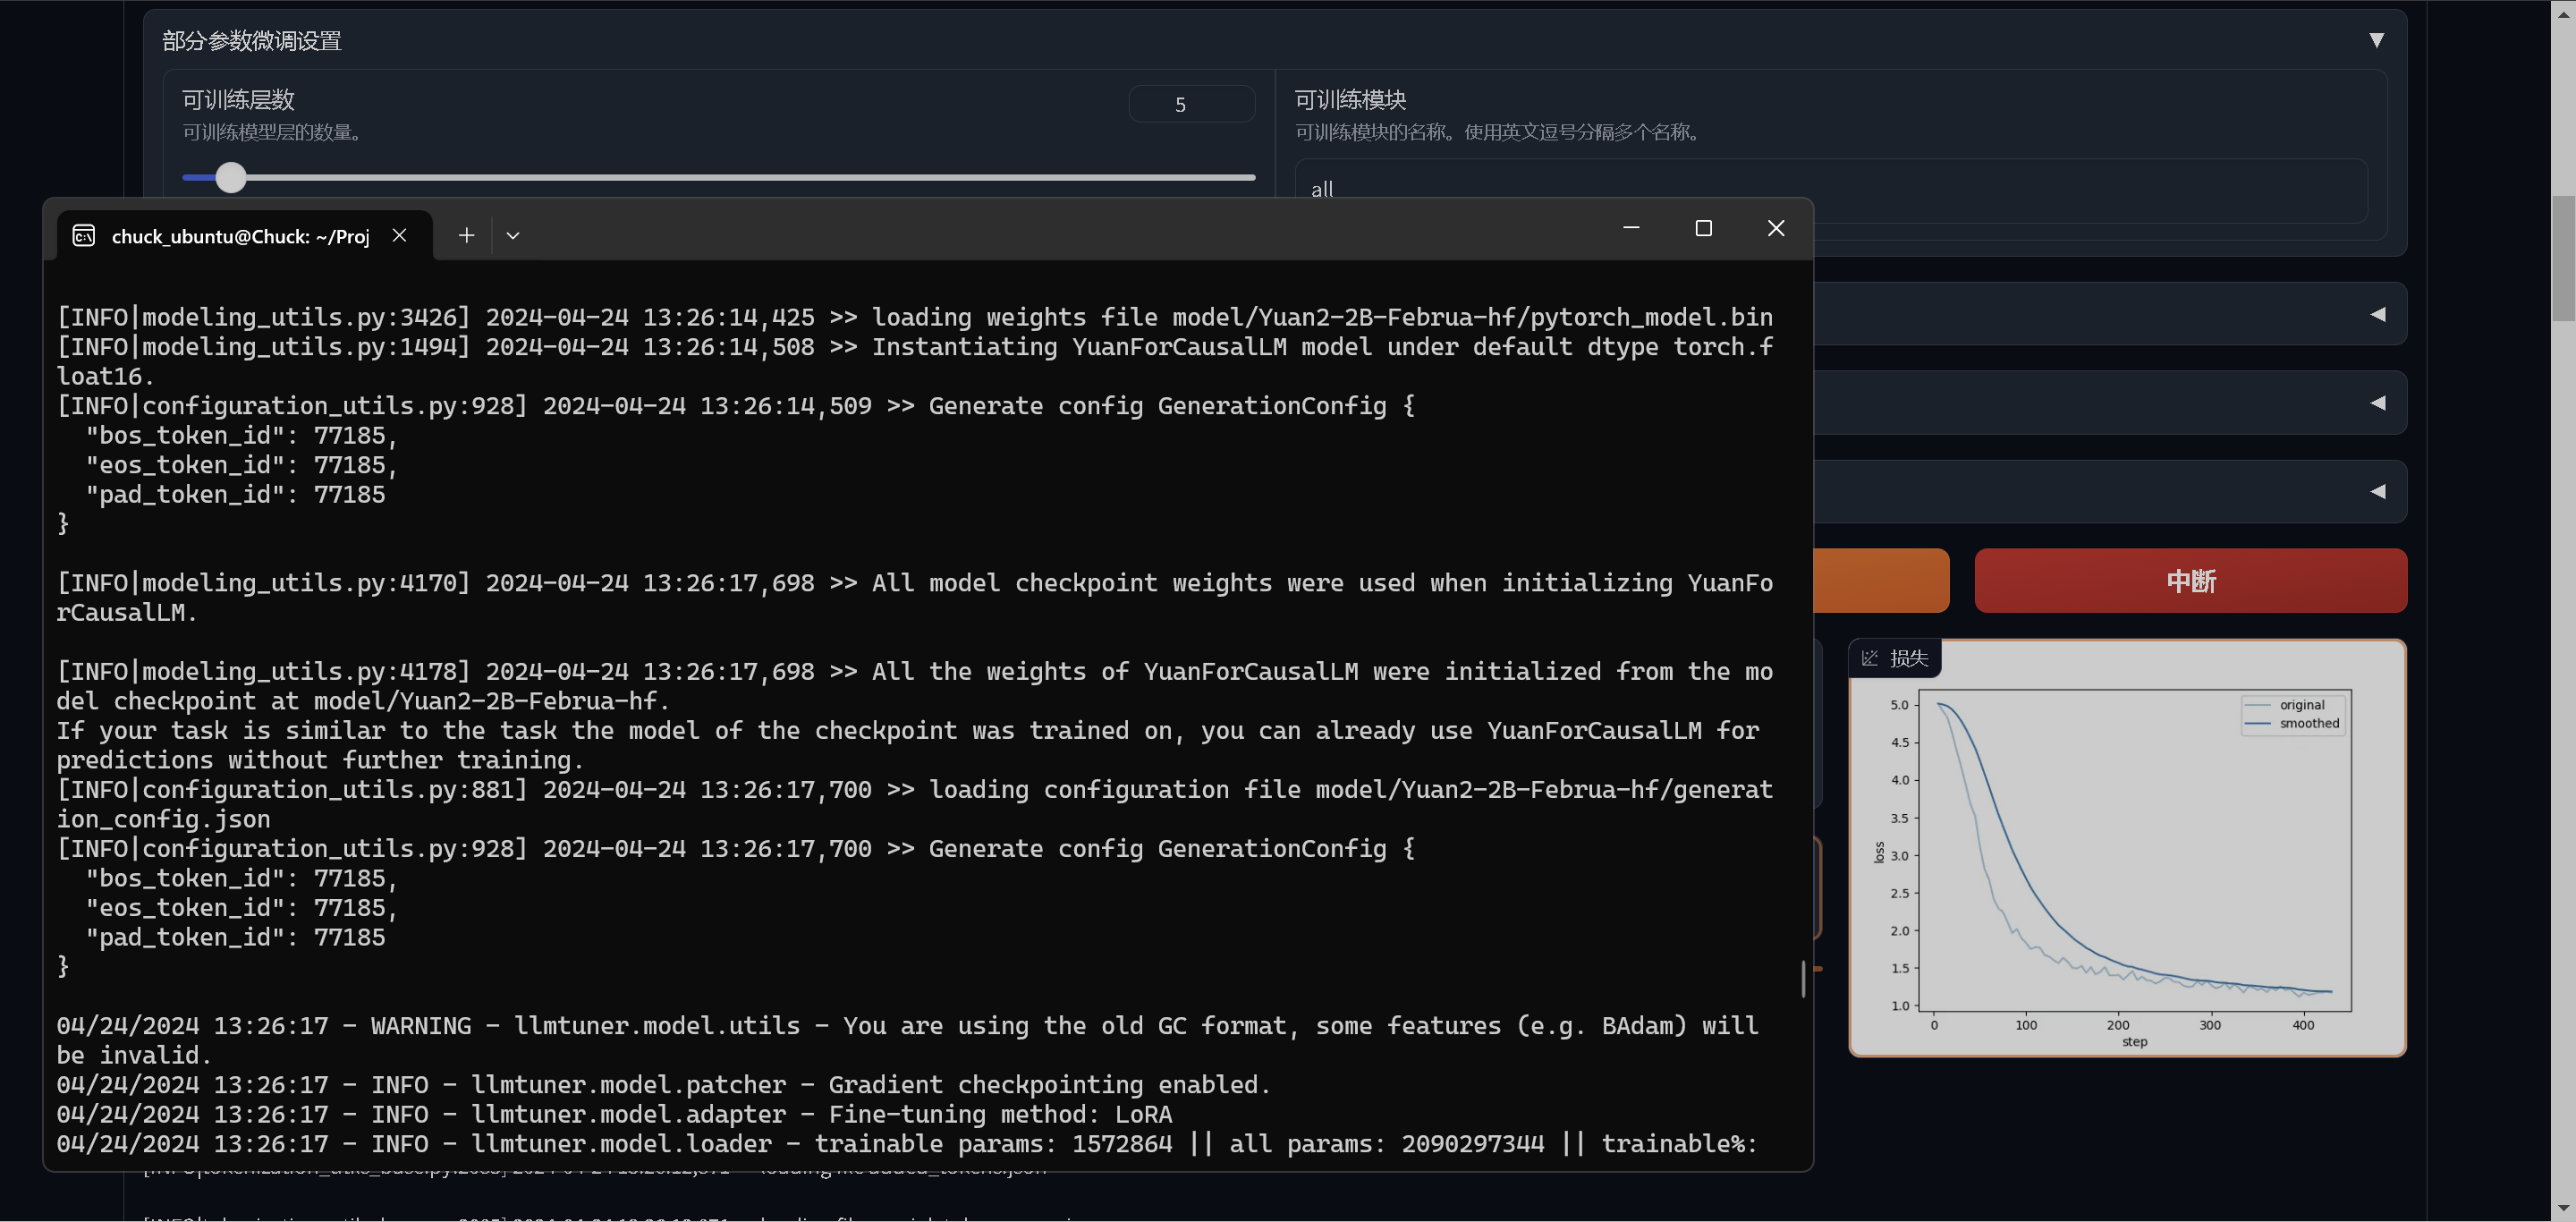 部分参数微调设置
▼
可训练层数
5
可训练模型层的数量。
可训练模块
可训练模块的名称。使用英文逗号分隔多个名称。
all
chuck_ubuntu@Chuck: ~/Proj
[INFO|modeling_utils.py:3426] 2024-04-24 13:26:14,425 >> loading weights file model/Yuan2-2B-Februa-hf/pytorch_model.bin
[INFO|modeling_utils.py:1494] 2024-04-24 13:26:14,508 >> Instantiating YuanForCausalLM model under default dtype torch.f
loat16.
[INFO|configuration_utils.py:928] 2024-04-24 13:26:14,509 >> Generate config GenerationConfig {
"bos_token_id": 77185,
"eos_token_id": 77185,
"pad_token_id": 77185
}
[INFO|modeling_utils.py:4170] 2024-04-24 13:26:17,698 >> All model checkpoint weights were used when initializing YuanFo
rCausalLM.
[INFO|modeling_utils.py:4178] 2024-04-24 13:26:17,698 >> All the weights of YuanForCausalLM were initialized from the mo
del checkpoint at model/Yuan2-2B-Februa-hf.
If your task is similar to the task the model of the checkpoint was trained on, you can already use YuanForCausalLM for
predictions without further training.
[INFO|configuration_utils.py:881] 2024-04-24 13:26:17,700 >> loading configuration file model/Yuan2-2B-Februa-hf/generat
ion_config.json
[INFO|configuration_utils.py:928] 2024-04-24 13:26:17,700 >> Generate config GenerationConfig {
"bos_token_id": 77185,
"eos_token_id": 77185,
"pad_token_id": 77185
}
04/24/2024 13:26:17 - WARNING - llmtuner.model.utils - You are using the old GC format, some features (e.g. BAdam) will
be invalid.
04/24/2024 13:26:17 - INFO - llmtuner.model.patcher - Gradient checkpointing enabled.
04/24/2024 13:26:17 - INFO - llmtuner.model.adapter - Fine-tuning method: LoRA
04/24/2024 13:26:17 - INFO - llmtuner.model.loader - trainable params: 1572864 || all params: 2090297344 || trainable%:
中断
损失
original
smoothed
5.0
4.5
4.0
3.5
3.0
2.5
2.0
1.5
1.0
loss
0
100
200
300
400
step